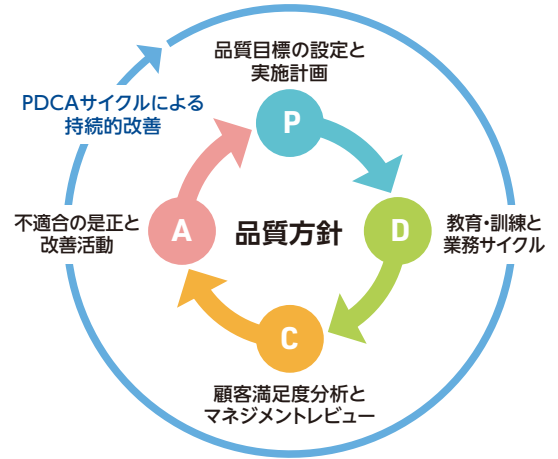 品質目標の設定と
実施計画
PDCAサイクルによる
持続的改善
P
不適合の是正と
改善活動
A
品質方針
D
教育・訓練と
業務サイクル
C
顧客満足度分析と
マネジメントレビュー